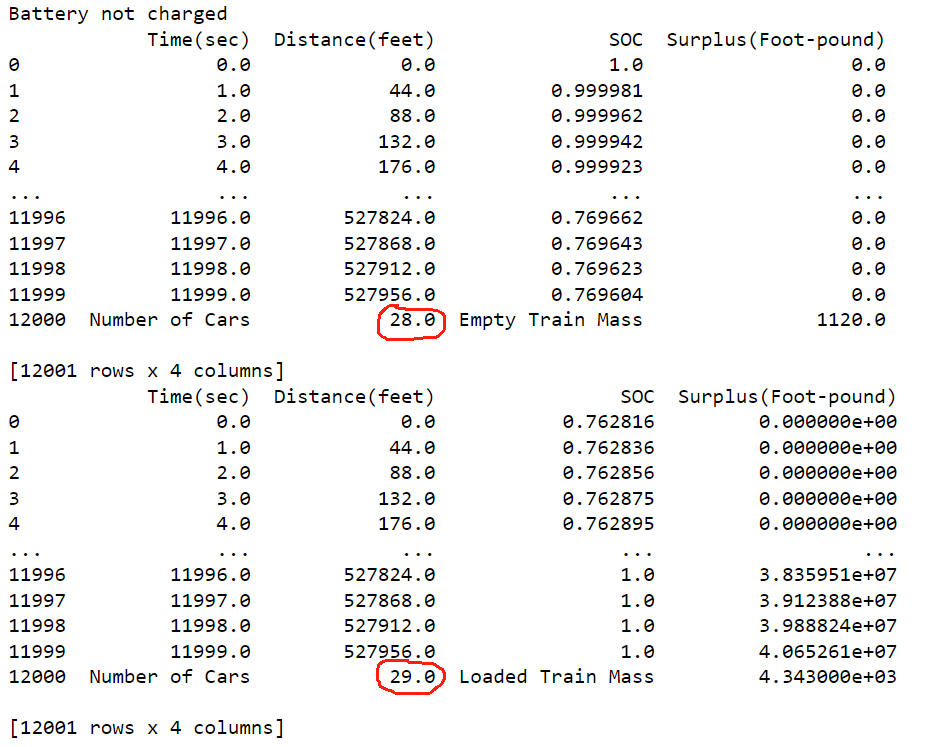 Battery not charged
Time(sec) Distance(feet) SOC Surplus(Foot-pound)
0 0.0 0.0 1.0 0.0
1 1.0 44.0 0.999981 0.0
2 2.0 88.0 0.999962 0.0
3 3.0 132.0 0.999942 0.0
4 4.0 176.0 0.999923 0.0
... ... ... ... ...
11996 11996.0 527824.0 0.769662 0.0
11997 11997.0 527868.0 0.769643 0.0
11998 11998.0 527912.0 0.769623 0.0
11999 11999.0 527956.0 0.769604 0.0
12000 Number of Cars 28.0 Empty Train Mass 1120.0
[12001 rows x 4 columns]
Time(sec) Distance(feet) SOC Surplus(Foot-pound)
0 0.0 0.0 0.762816 0.000000e+00
1 1.0 44.0 0.762836 0.000000e+00
2 2.0 88.0 0.762856 0.000000e+00
3 3.0 132.0 0.762875 0.000000e+00
4 4.0 176.0 0.762895 0.000000e+00
... ... ... ... ...
11996 11996.0 527824.0 1.0 3.835951e+07
11997 11997.0 527868.0 1.0 3.912388e+07
11998 11998.0 527912.0 1.0 3.988824e+07
11999 11999.0 527956.0 1.0 4.065261e+07
12000 Number of Cars 29.0 Loaded Train Mass 4.343000e+03
[12001 rows x 4 columns]